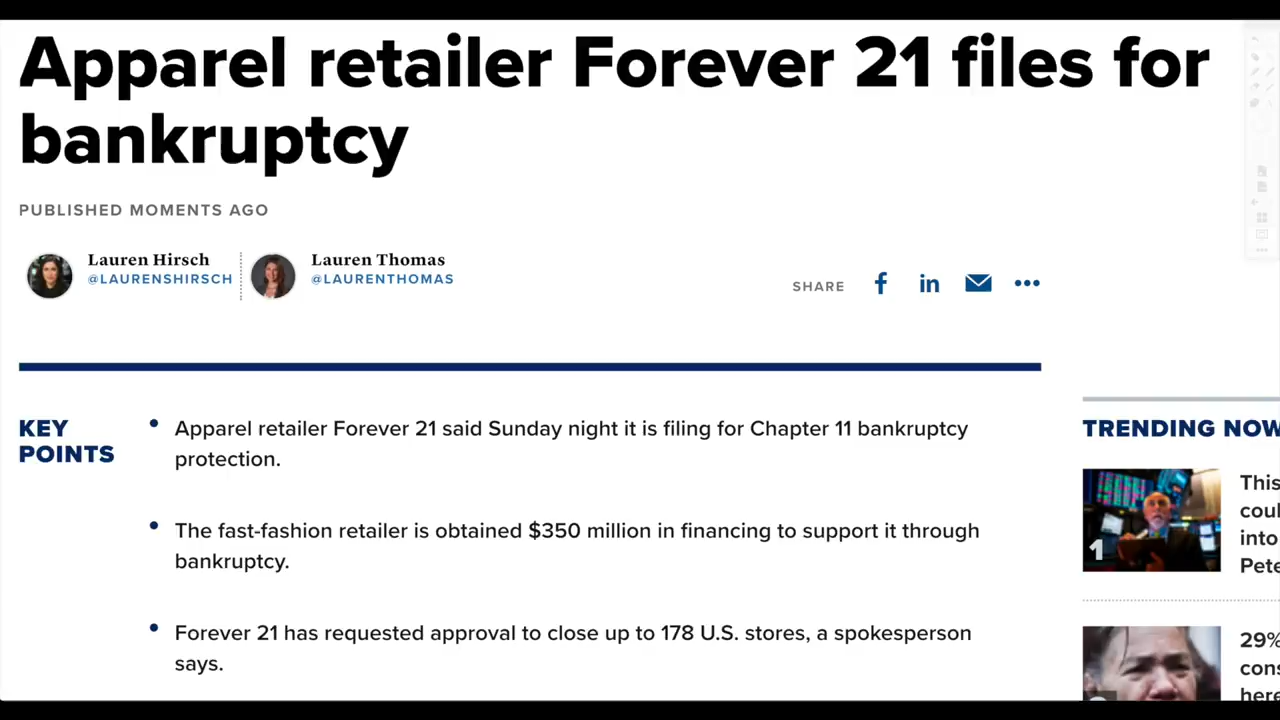 Apparel retailer Forever 21 files for
bankruptcy
PUBLISHED MOMENTS AGO
Lauren Hirsch
@LAURENSHIRSCH
Lauren Thomas
@LAURENTHOMAS
SHARE
KEY
POINTS
Apparel retailer Forever 21 said Sunday night it is filing for Chapter 11 bankruptcy
protection.
The fast-fashion retailer is obtained $350 million in financing to support it through
bankruptcy.
Forever 21 has requested approval to close up to 178 U.S. stores, a spokesperson
says.
TRENDING NOW
1
This
coul
into
Pete
29%
cons
here